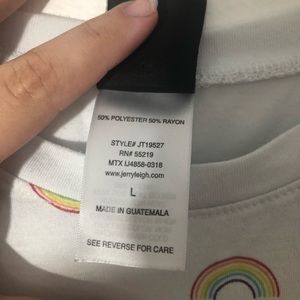 50% POLYESTER 50% RAYON
STYLE# JT19527
RN# 55219
MTX IJ4858-0318
www.jerryleigh.com
L
MADE IN GUATEMALA
SEE REVERSE FOR CARE